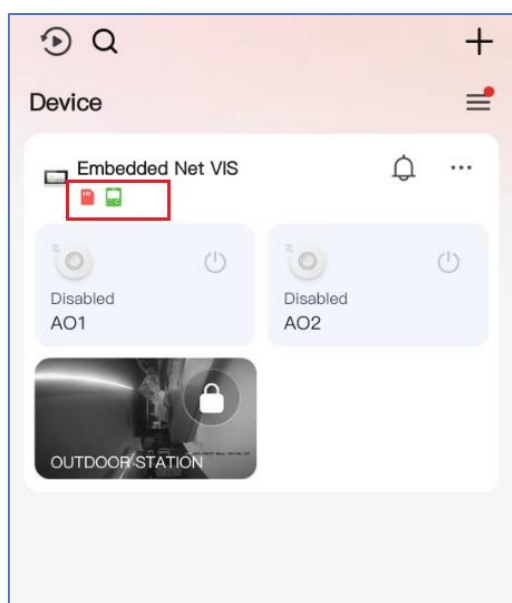 Device
Embedded Net VIS
Disabled
AO1
Disabled
AO2
OUTDOOR STATION